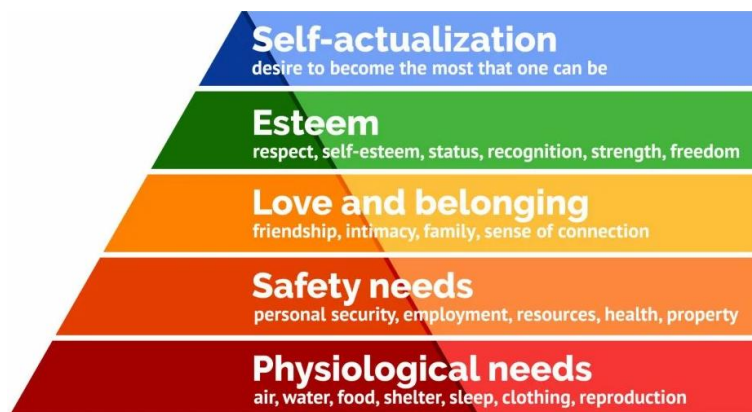 Self-actualization
desire to become the most that one can be
Esteem
respect, self-esteem, status, recognition, strength, freedom
Love and belonging
friendship, intimacy, family, sense of connection
Safety needs
personal security, employment, resources, health, property
Physiological needs
air, water, food, shelter, sleep, clothing, reproduction